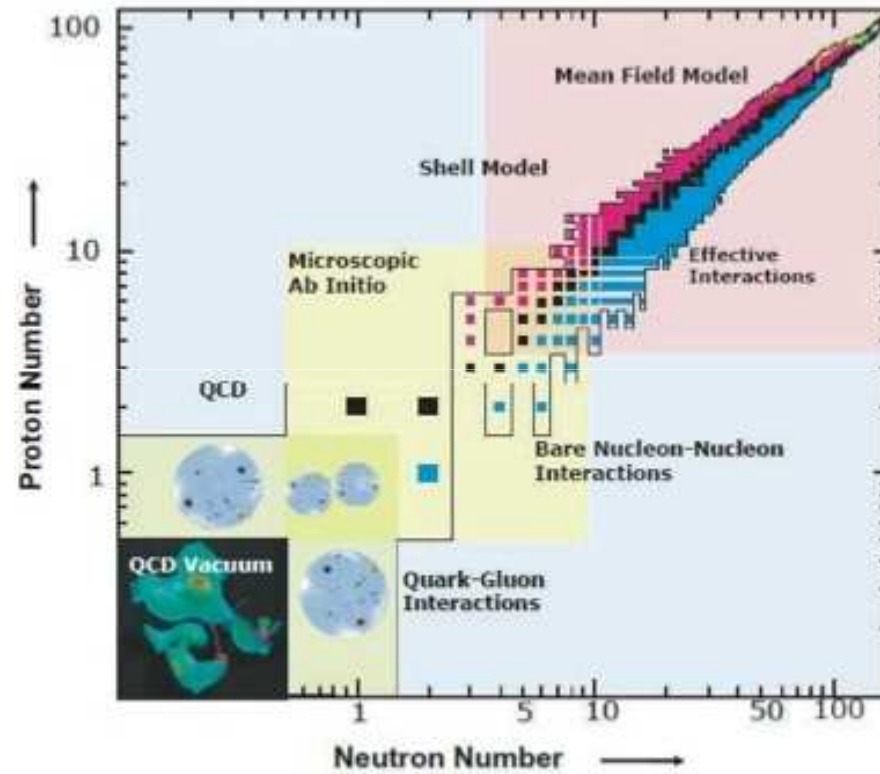 100
Mean Field Model
Shell Model
10
Microscopic
Ab Initio
Effective
Interactions
QCD
Bare Nucleon-Nucleon
Interactions
1
QCD Vacuum
Quark-Gluon
Interactions
1 5 10 50 100
Proton Number
Neutron Number